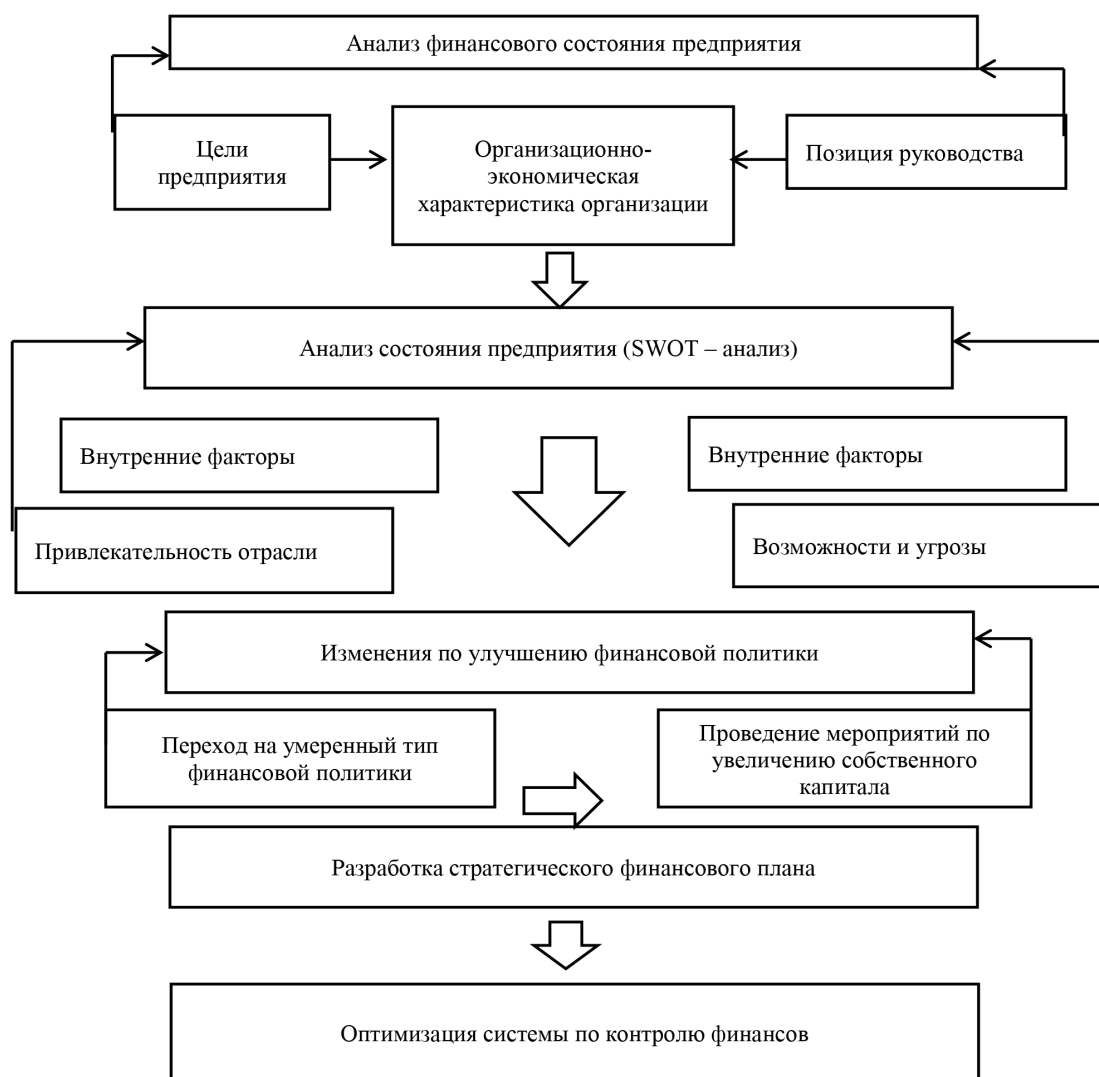 Анализ финансового состояния предприятия
Цели
предприятия
Организационно-
экономическая
характеристика организации
Позиция руководства
Анализ состояния предприятия (SWOT – анализ)
Внутренние факторы
Внутренние факторы
Привлекательность отрасли
Возможности и угрозы
Изменения по улучшению финансовой политики
Переход на умеренный тип
финансовой политики
Проведение мероприятий по
увеличению собственного
капитала
Разработка стратегического финансового плана
Оптимизация системы по контролю финансов